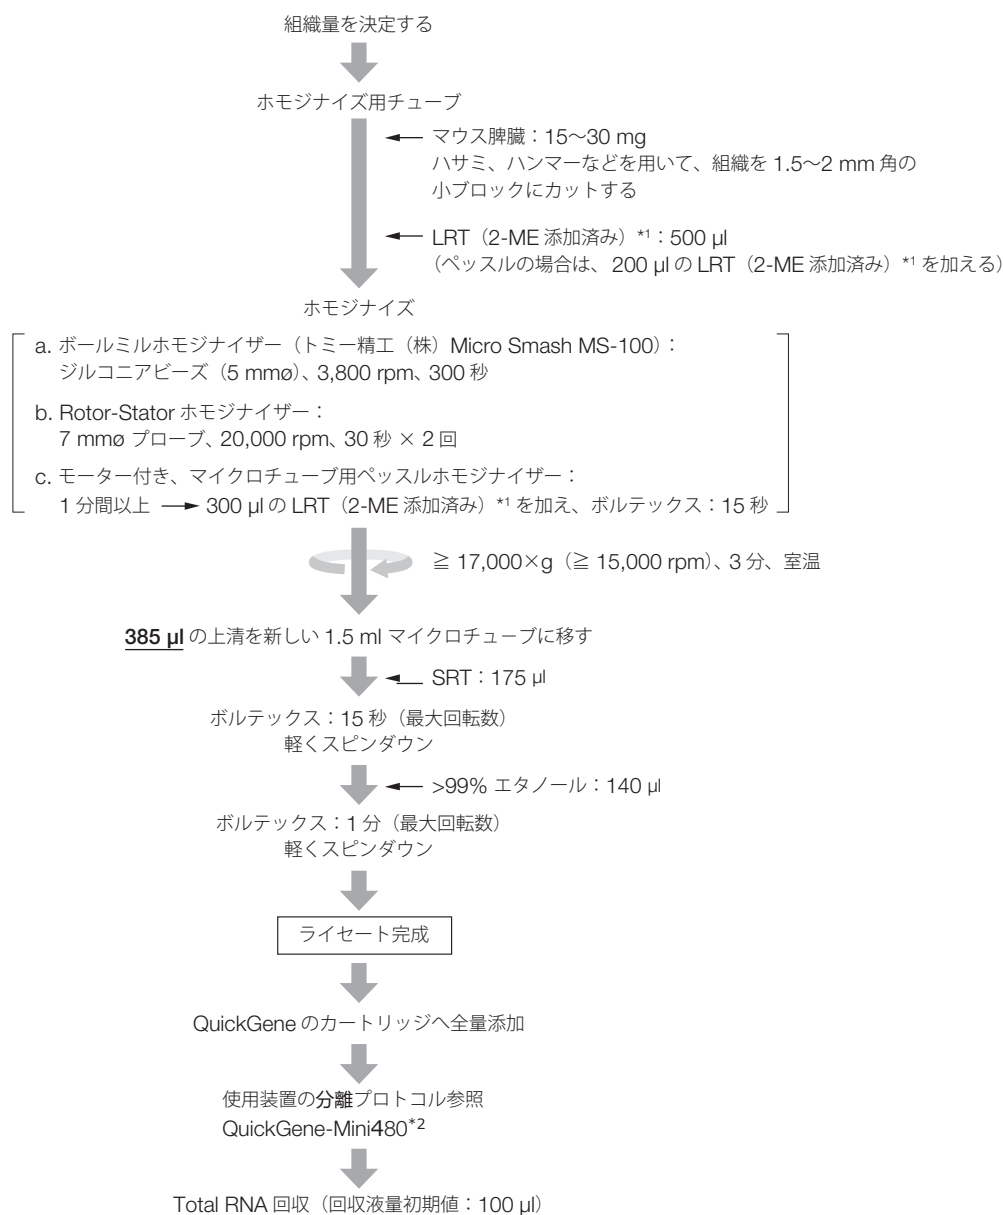 組織量を決定する
ホモジナイズ用チューブ
マウス脾臓：15～30 mg
ハサミ、ハンマーなどを用いて、組織を 1.5～2 mm 角の
小ブロックにカットする
LRT（2-ME 添加済み）*1：500 µl
（ペッスルの場合は、200 µl の LRT（2-ME 添加済み）*1 を加える）
ホモジナイズ
a. ボールミルホモジナイザー（トミー精工（株）Micro Smash MS-100）：
ジルコニアビーズ（5 mmø）、3,800 rpm、300 秒
b. Rotor-Stator ホモジナイザー：
7 mmø プローブ、20,000 rpm、30 秒 × 2 回
c. モーター付き、マイクロチューブ用ペッスルホモジナイザー：
1 分間以上 → 300 µl の LRT（2-ME 添加済み）*1 を加え、ボルテックス：15 秒
≧ 17,000×g（≧ 15,000 rpm）、3 分、室温
385 µl の上清を新しい 1.5 ml マイクロチューブに移す
SRT：175 µl
ボルテックス：15 秒（最大回転数）
軽くスピンダウン
>99% エタノール：140 µl
ボルテックス：1 分（最大回転数）
軽くスピンダウン
ライセート完成
QuickGene のカートリッジへ全量添加
使用装置の分離プロトコル参照
QuickGene-Mini480*2
Total RNA 回収（回収液量初期値：100 µl）